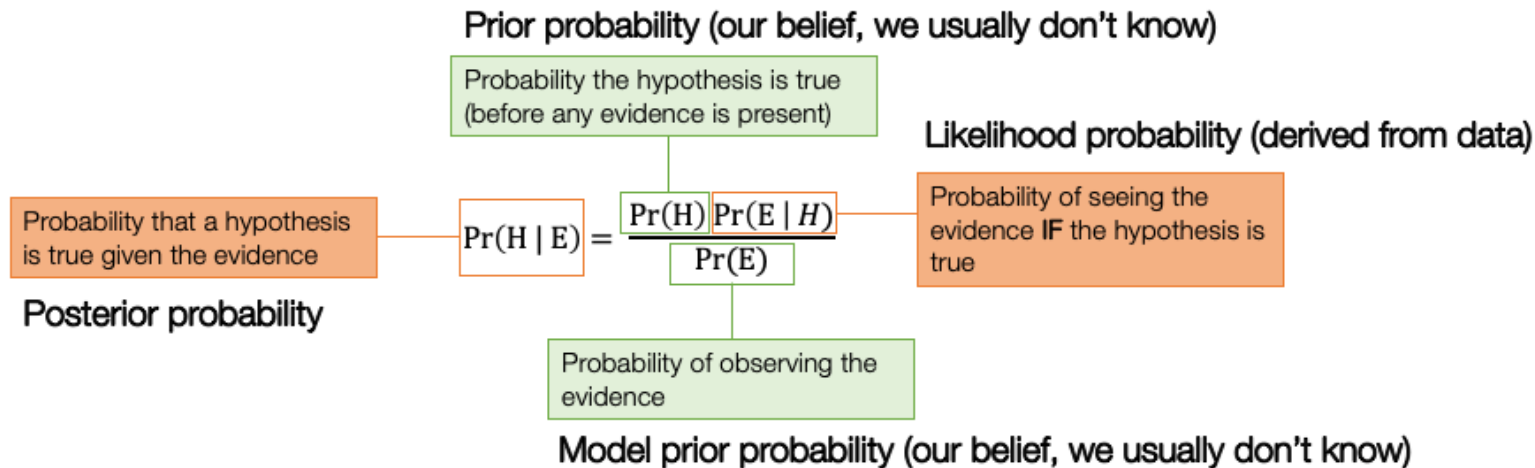 Prior probability (our belief, we usually don't know)
Probability the hypothesis is true
(before any evidence is present)
Likelihood probability (derived from data)
Probability of seeing the
evidence IF the hypothesis is
true
Probability that a hypothesis
is true given the evidence
Pr(H | E) = Pr(H) Pr(E | H)
Pr(E)
Posterior probability
Probability of observing the
evidence
Model prior probability (our belief, we usually don't know)